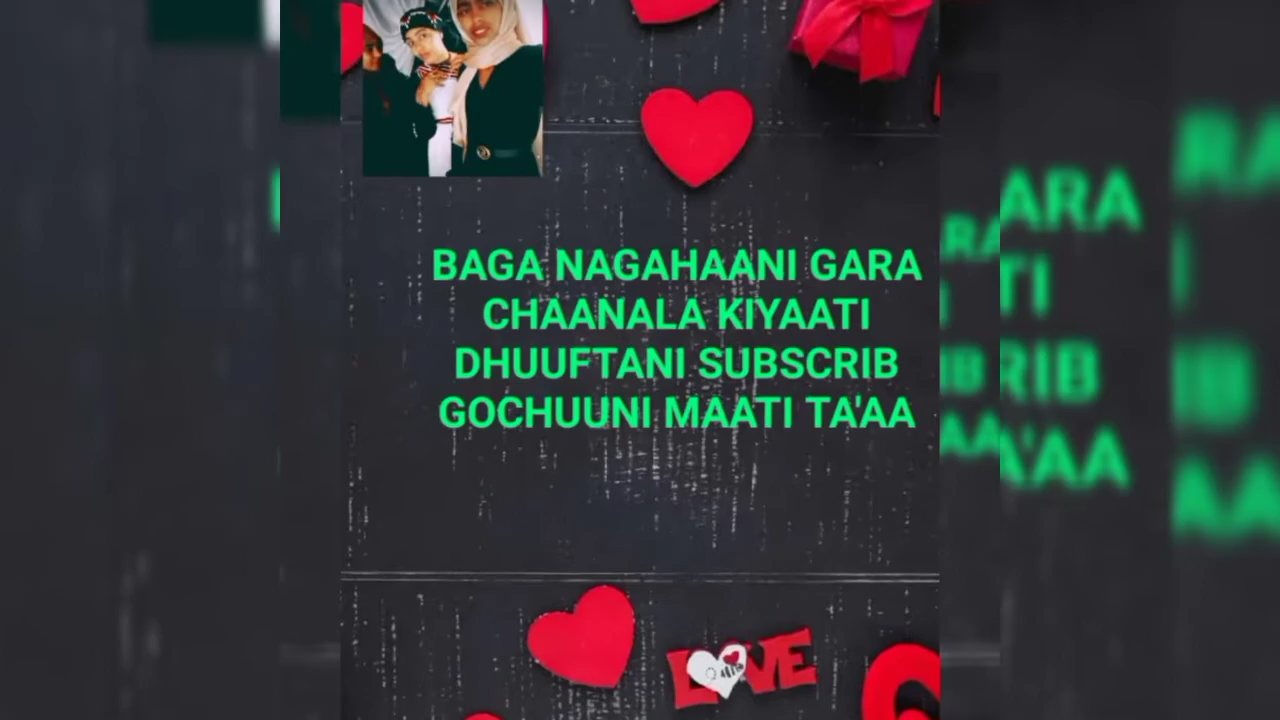 BAGA NAGAHAANI GARA
CHAANALA KIYAATI
DHUUFTANI SUBSCRIB
GOCHUUNI MAATI TA'AA
LOVE